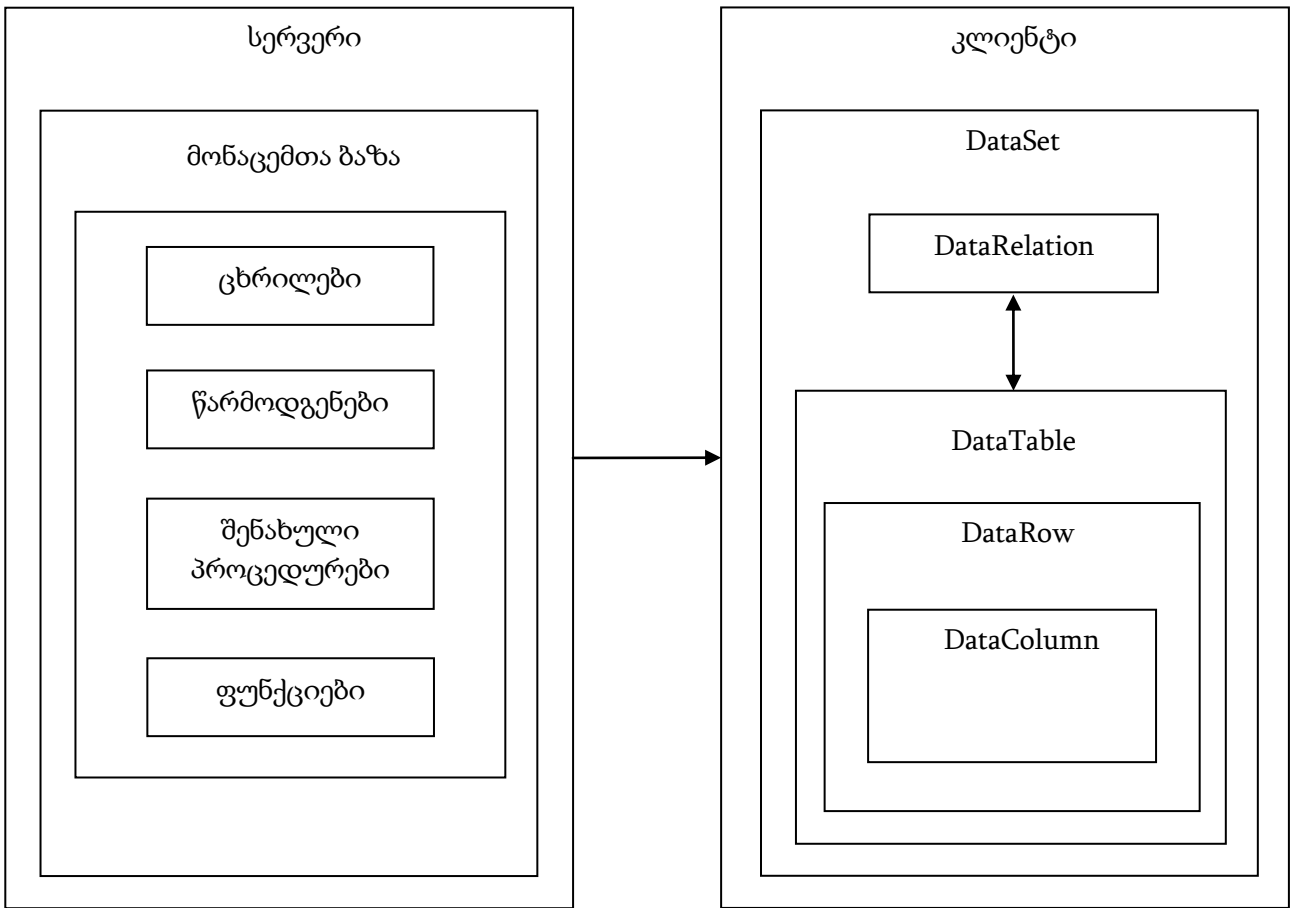 სერვერი
მონაცემთა ბაზა
ცხრილები
წარმოდგენები
შენახული
პროცედურები
ფუნქციები
კლიენტი
DataSet
DataRelation
DataTable
DataRow
DataColumn